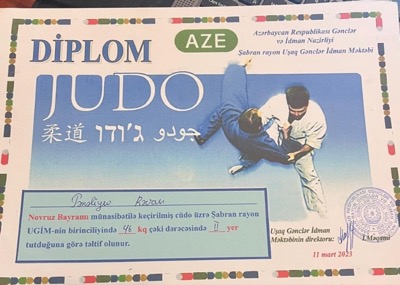 DİPLOM
AZE
Azərbaycan Respublikası Gənclər
və İdman Nazirliyi
Şabran rayon Uşaq Gənclər İdman Məktəbi
JUDO
柔道 ג'ודו جودو
Rəvan
Novruz Bayramı münasibətilə keçirilmiş cüdo üzrə Şabran rayon
UGİM-nin birinciliyində 46 kq çəki dərəcəsində II yer
tutduğuna görə təltif olunur.
Uşaq Gənclər İdman
Məktəbinin direktoru:
11 mart 2023